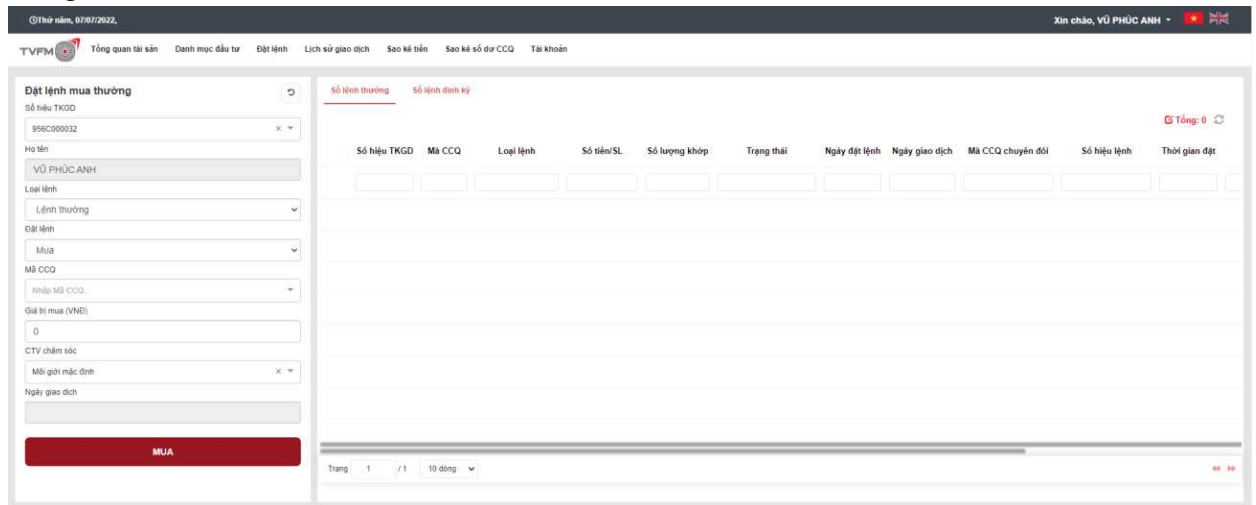 Thứ năm, 07/07/2022,
Xin chào, VŨ PHÚC ANH
TVFM
Tổng quan tài sản Danh mục đầu tư Đặt lệnh Lịch sử giao dịch Sao kê tiền Sao kê số dư CCQ Tài khoản
Đặt lệnh mua thường
Số hiệu TKGD
956C000032
Họ tên
VŨ PHÚC ANH
Loại lệnh
Lệnh thường
Đặt lệnh
Mua
Mã CCQ
Nhập Mã CCQ...
Giá trị mua (VNĐ)
0
CTV chăm sóc
Môi giới mặc định
Ngày giao dịch
MUA
Sổ lệnh thường Sổ lệnh định kỳ
Tổng: 0
Số hiệu TKGD Mã CCQ Loại lệnh Số tiền/SL Số lượng khớp Trạng thái Ngày đặt lệnh Ngày giao dịch Mã CCQ chuyển đổi Số hiệu lệnh Thời gian đặt
Trang 1 / 1 10 dòng